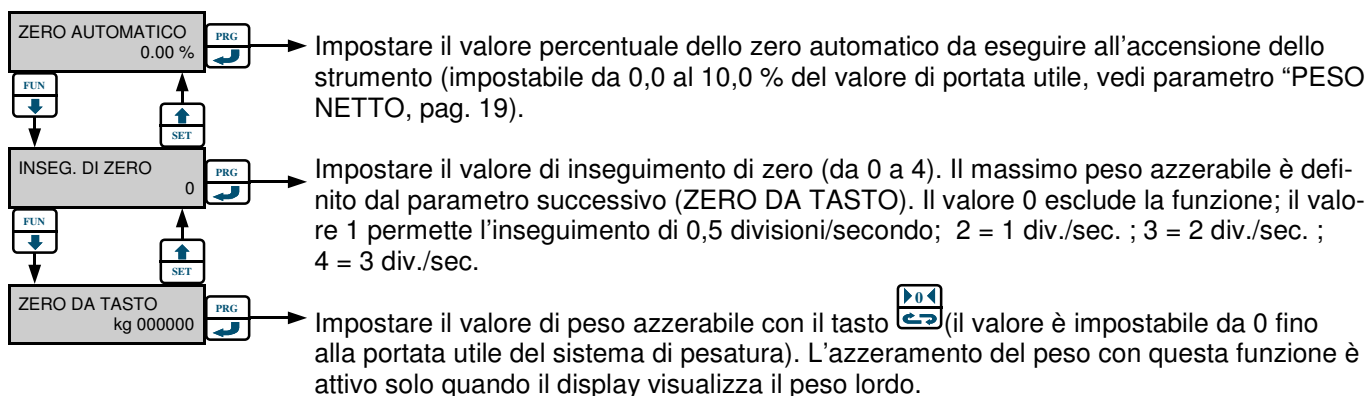 ZERO AUTOMATICO
0.00 %
PRG
Impostare il valore percentuale dello zero automatico da eseguire all'accensione dello
strumento (impostabile da 0,0 al 10,0 % del valore di portata utile, vedi parametro “PESO
NETTO, pag. 19).
FUN
SET
INSEG. DI ZERO
0
PRG
Impostare il valore di inseguimento di zero (da 0 a 4). Il massimo peso azzerabile è defi-
nito dal parametro successivo (ZERO DA TASTO). Il valore 0 esclude la funzione; il valo-
re 1 permette l'inseguimento di 0,5 divisioni/secondo;  2 = 1 div./sec. ; 3 = 2 div./sec. ;
4 = 3 div./sec.
FUN
SET
ZERO DA TASTO
kg 000000
PRG
Impostare il valore di peso azzerabile con il tasto 0 (il valore è impostabile da 0 fino
alla portata utile del sistema di pesatura). L'azzeramento del peso con questa funzione è
attivo solo quando il display visualizza il peso lordo.